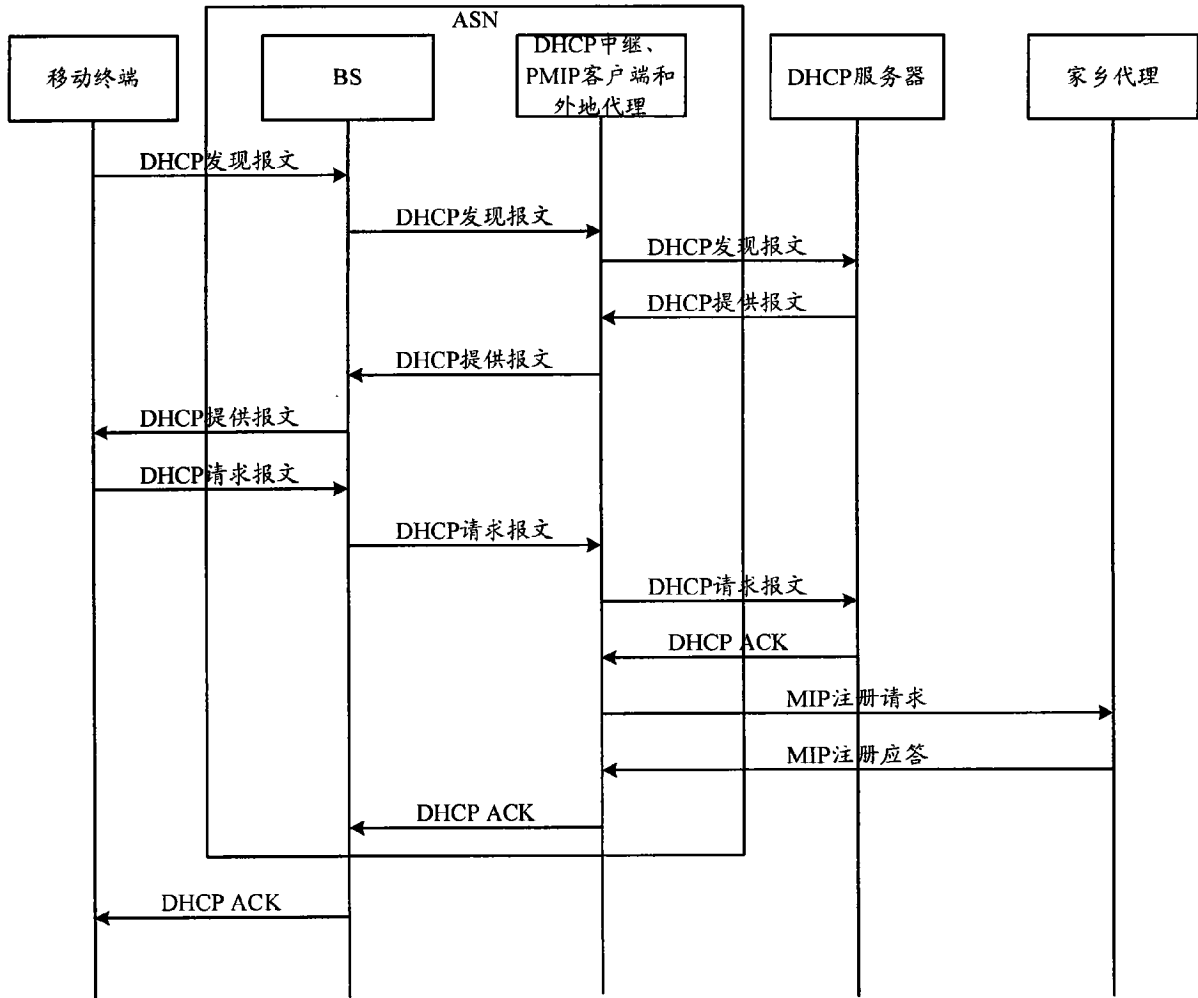 ASN
移动终端
BS
DHCP中继、
PMIP客户端和
外地代理
DHCP服务器
家乡代理
DHCP发现报文
DHCP发现报文
DHCP发现报文
DHCP提供报文
DHCP提供报文
DHCP提供报文
DHCP请求报文
DHCP请求报文
DHCP请求报文
DHCP ACK
MIP注册请求
MIP注册应答
DHCP ACK
DHCP ACK